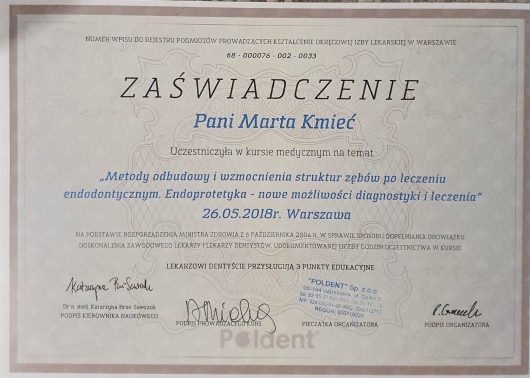 NUMER WPISU DO REJESTRU PODMIOTÓW PROWADZĄCYCH KSZTAŁCENIE OKRĘGOWEJ IZBY LEKARSKIEJ W WARSZAWIE
68 - 000076 - 002 - 0033
ZAŚWIADCZENIE
Pani Marta Kmieć
Uczestniczyła w kursie medycznym na temat
„Metody odbudowy i wzmocnienia struktur zębów po leczeniu
endodontycznym. Endoprotetyka - nowe możliwości diagnostyki i leczenia”
26.05.2018r. Warszawa
NA PODSTAWIE ROZPORZĄDZENIA MINISTRA ZDROWIA Z 6 PAŹDZIERNIKA 2004 R. W SPRAWIE SPOSOBU DOPEŁNIANIA OBOWIĄZKU
DOSKONALENIA ZAWODOWEGO LEKARZY I LEKARZY DENTYSTÓW, UDOKUMENTOWANEJ LICZBY GODZIN UCZESTNICTWA W KURSIE
LEKARZOWI DENTYŚCIE PRZYSŁUGUJĄ 3 PUNKTY EDUKACYJNE
"POLDENT" Sp. z o.o.
Warszawa
REGON
Dr n. med. Katarzyna Brus-Sawczuk
PODPIS KIEROWNIKA NAUKOWEGO
PODPIS PROWADZĄCEGO KURS
PIECZĄTKA ORGANIZATORA
PODPIS ORGANIZATORA
Poldent